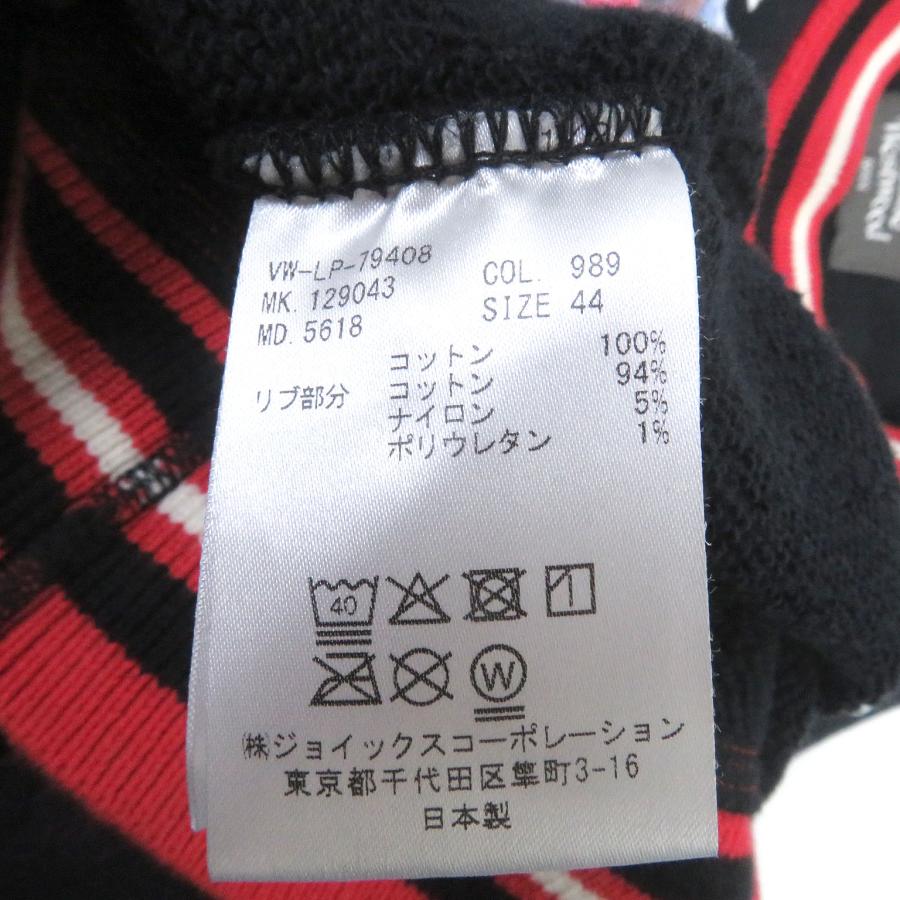 VW-LP-79408
MK. 129043
MD. 5618
COL. 989
SIZE 44
コットン 100%
リブ部分 コットン 94%
ナイロン 5%
ポリウレタン 1%
40
W
㈱ジョイックスコーポレーション
東京都千代田区隼町3-16
日本製